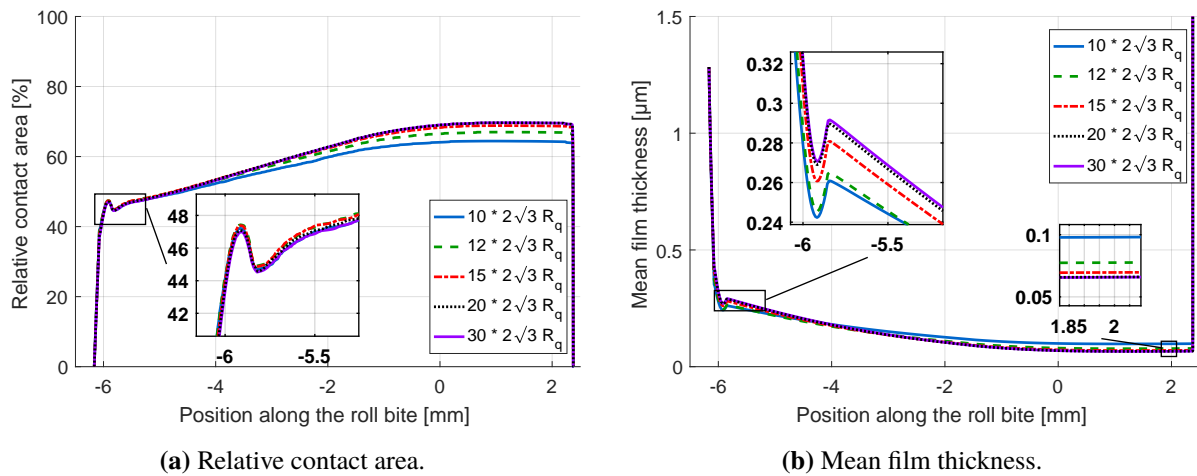 100
80
60
40
20
0
Relative contact area [%]
48
46
44
42
-6
-5.5
10 * 2√3 R_q
12 * 2√3 R_q
15 * 2√3 R_q
20 * 2√3 R_q
30 * 2√3 R_q
-6 -4 -2 0 2
Position along the roll bite [mm]
(a) Relative contact area.
1.5
1
0.5
0
Mean film thickness [μm]
0.32
0.3
0.28
0.26
0.24
-6 -5.5
10 * 2√3 R_q
12 * 2√3 R_q
15 * 2√3 R_q
20 * 2√3 R_q
30 * 2√3 R_q
0.1
0.05
1.85 2
-6 -4 -2 0 2
Position along the roll bite [mm]
(b) Mean film thickness.